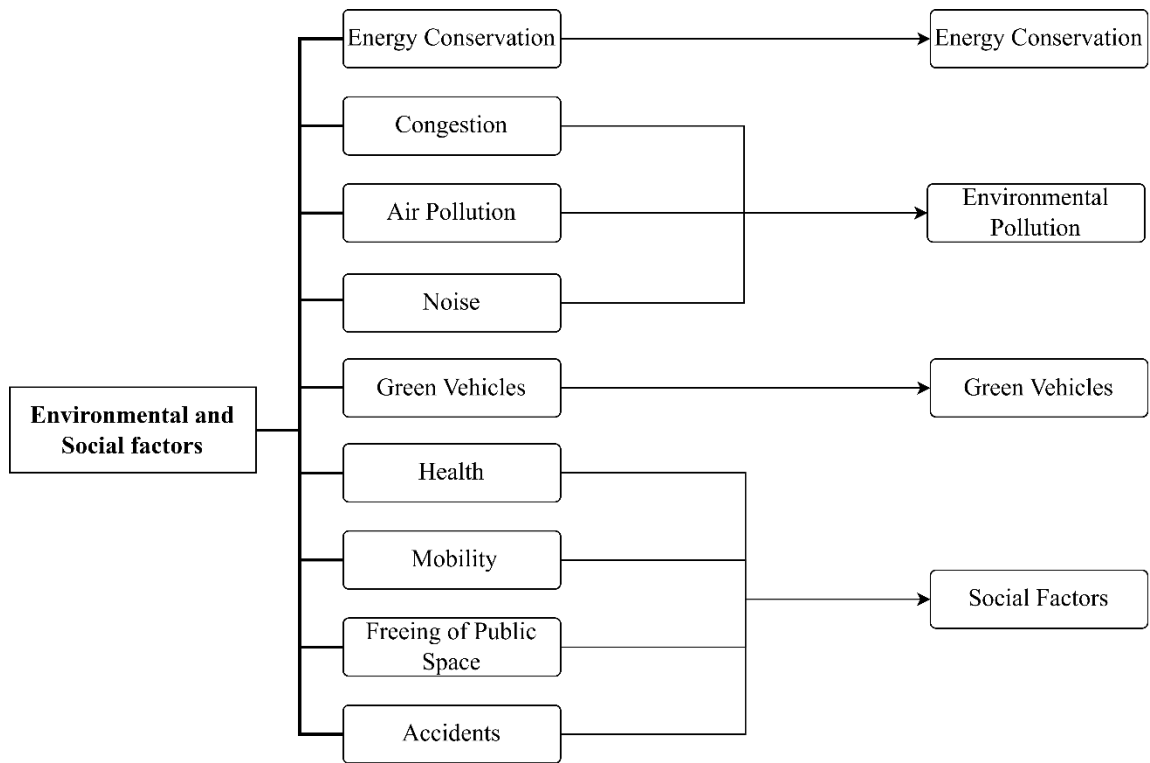 Energy Conservation
Energy Conservation
Congestion
Air Pollution
Environmental
Pollution
Noise
Green Vehicles
Green Vehicles
Environmental and
Social factors
Health
Mobility
Social Factors
Freeing of Public
Space
Accidents